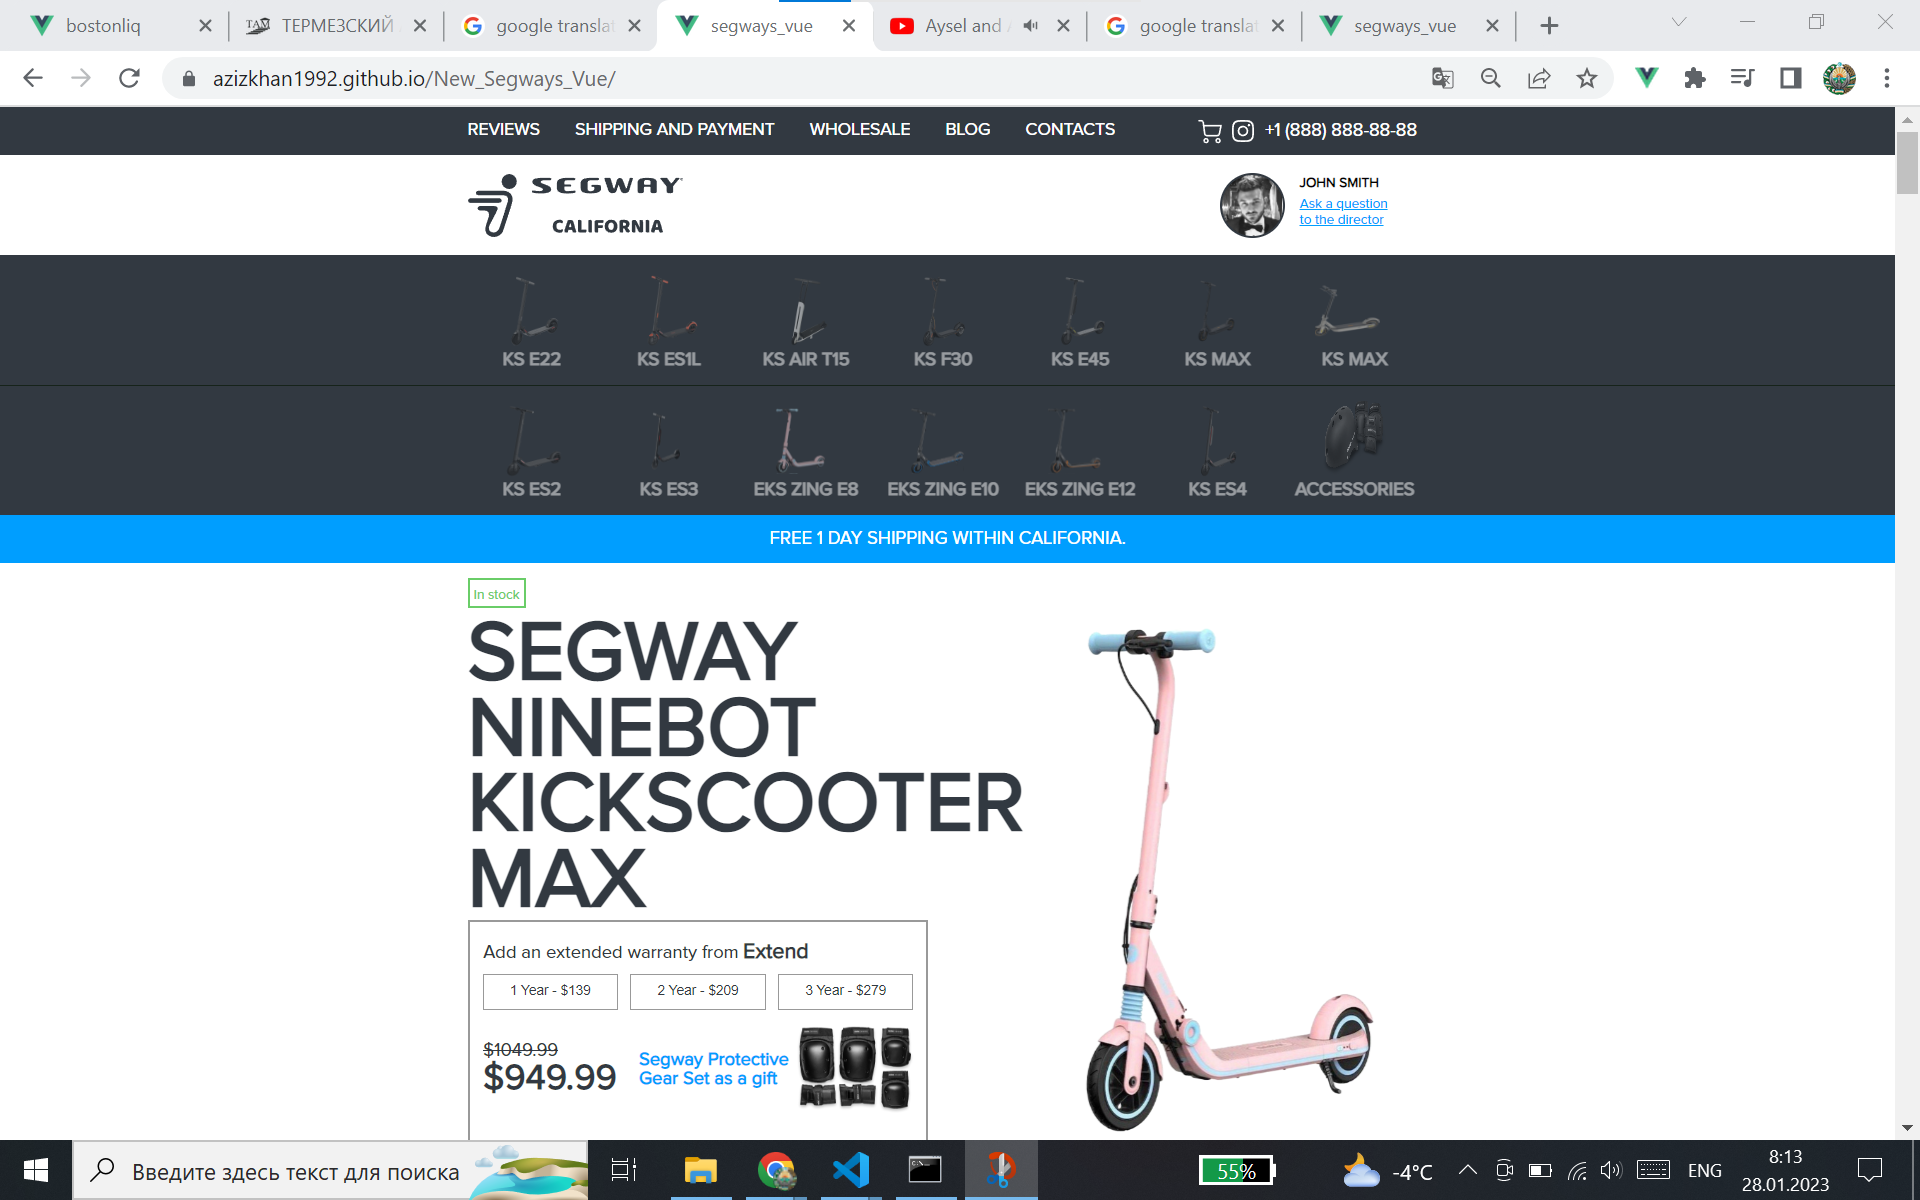 bostonliq
ТЕРМЕЗСКИЙ
google translat
segways_vue
Aysel and
google translat
segways_vue
azizkhan1992.github.io/New_Segways_Vue/
REVIEWS SHIPPING AND PAYMENT WHOLESALE BLOG CONTACTS +1 (888) 888-88-88
SEGWAY
CALIFORNIA
JOHN SMITH
Ask a question
to the director
KS E22 KS ES1L KS AIR T15 KS F30 KS E45 KS MAX KS MAX
KS ES2 KS ES3 EKS ZING E8 EKS ZING E10 EKS ZING E12 KS ES4 ACCESSORIES
FREE 1 DAY SHIPPING WITHIN CALIFORNIA.
In stock
SEGWAY
NINEBOT
KICKSCOOTER
MAX
Add an extended warranty from Extend
1 Year - $139 2 Year - $209 3 Year - $279
$1049.99
$949.99
Segway Protective
Gear Set as a gift
Введите здесь текст для поиска
55%
-4°C
ENG
8:13
28.01.2023